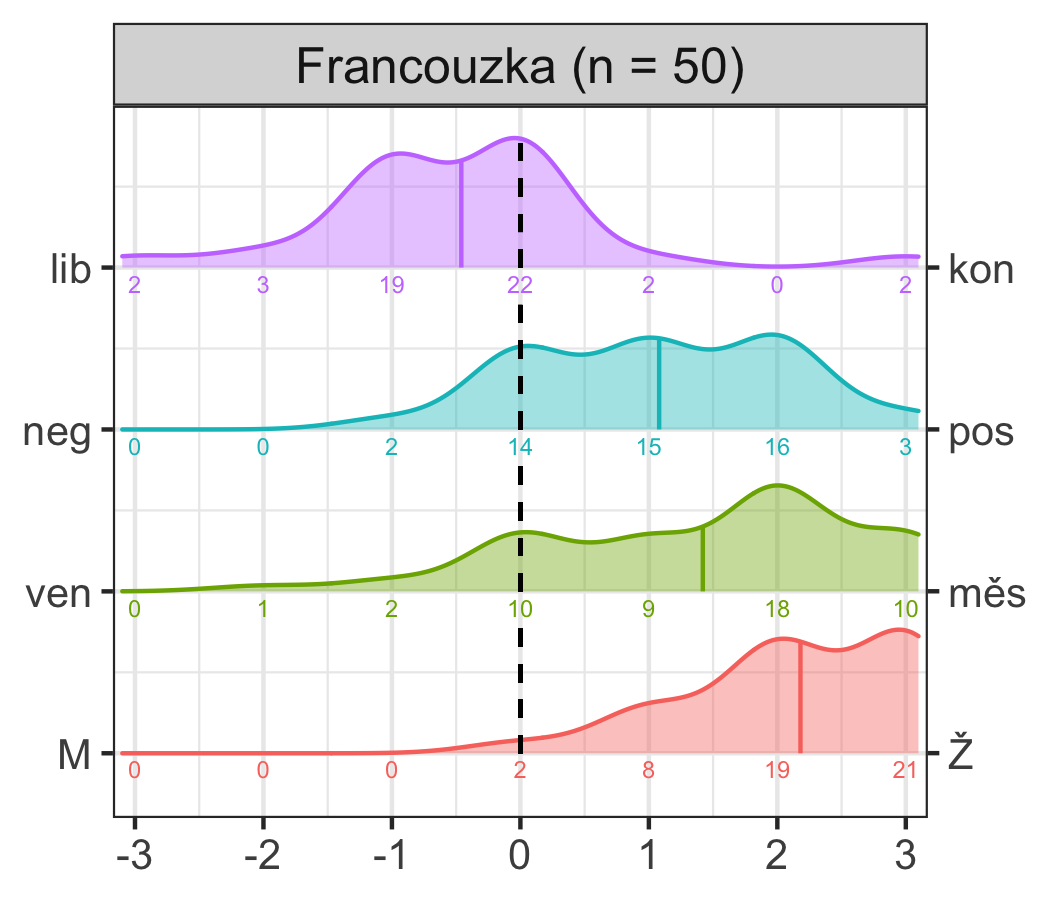 Francouzka (n = 50)
lib kon
2 3 19 22 2 0 2
neg pos
0 0 2 14 15 16 3
ven měs
0 1 2 10 9 18 10
M Ž
0 0 0 2 8 19 21
-3 -2 -1 0 1 2 3